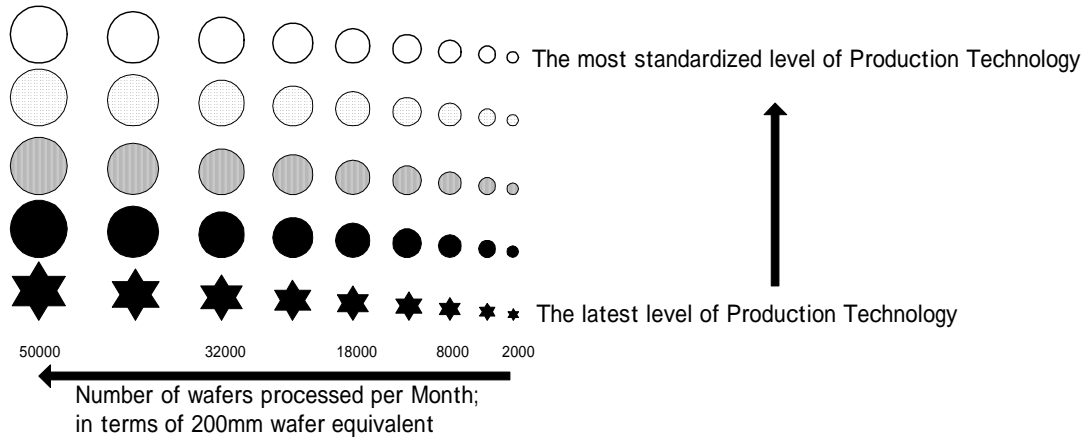 The most standardized level of Production Technology
The latest level of Production Technology
50000 32000 18000 8000 2000
Number of wafers processed per Month;
in terms of 200mm wafer equivalent